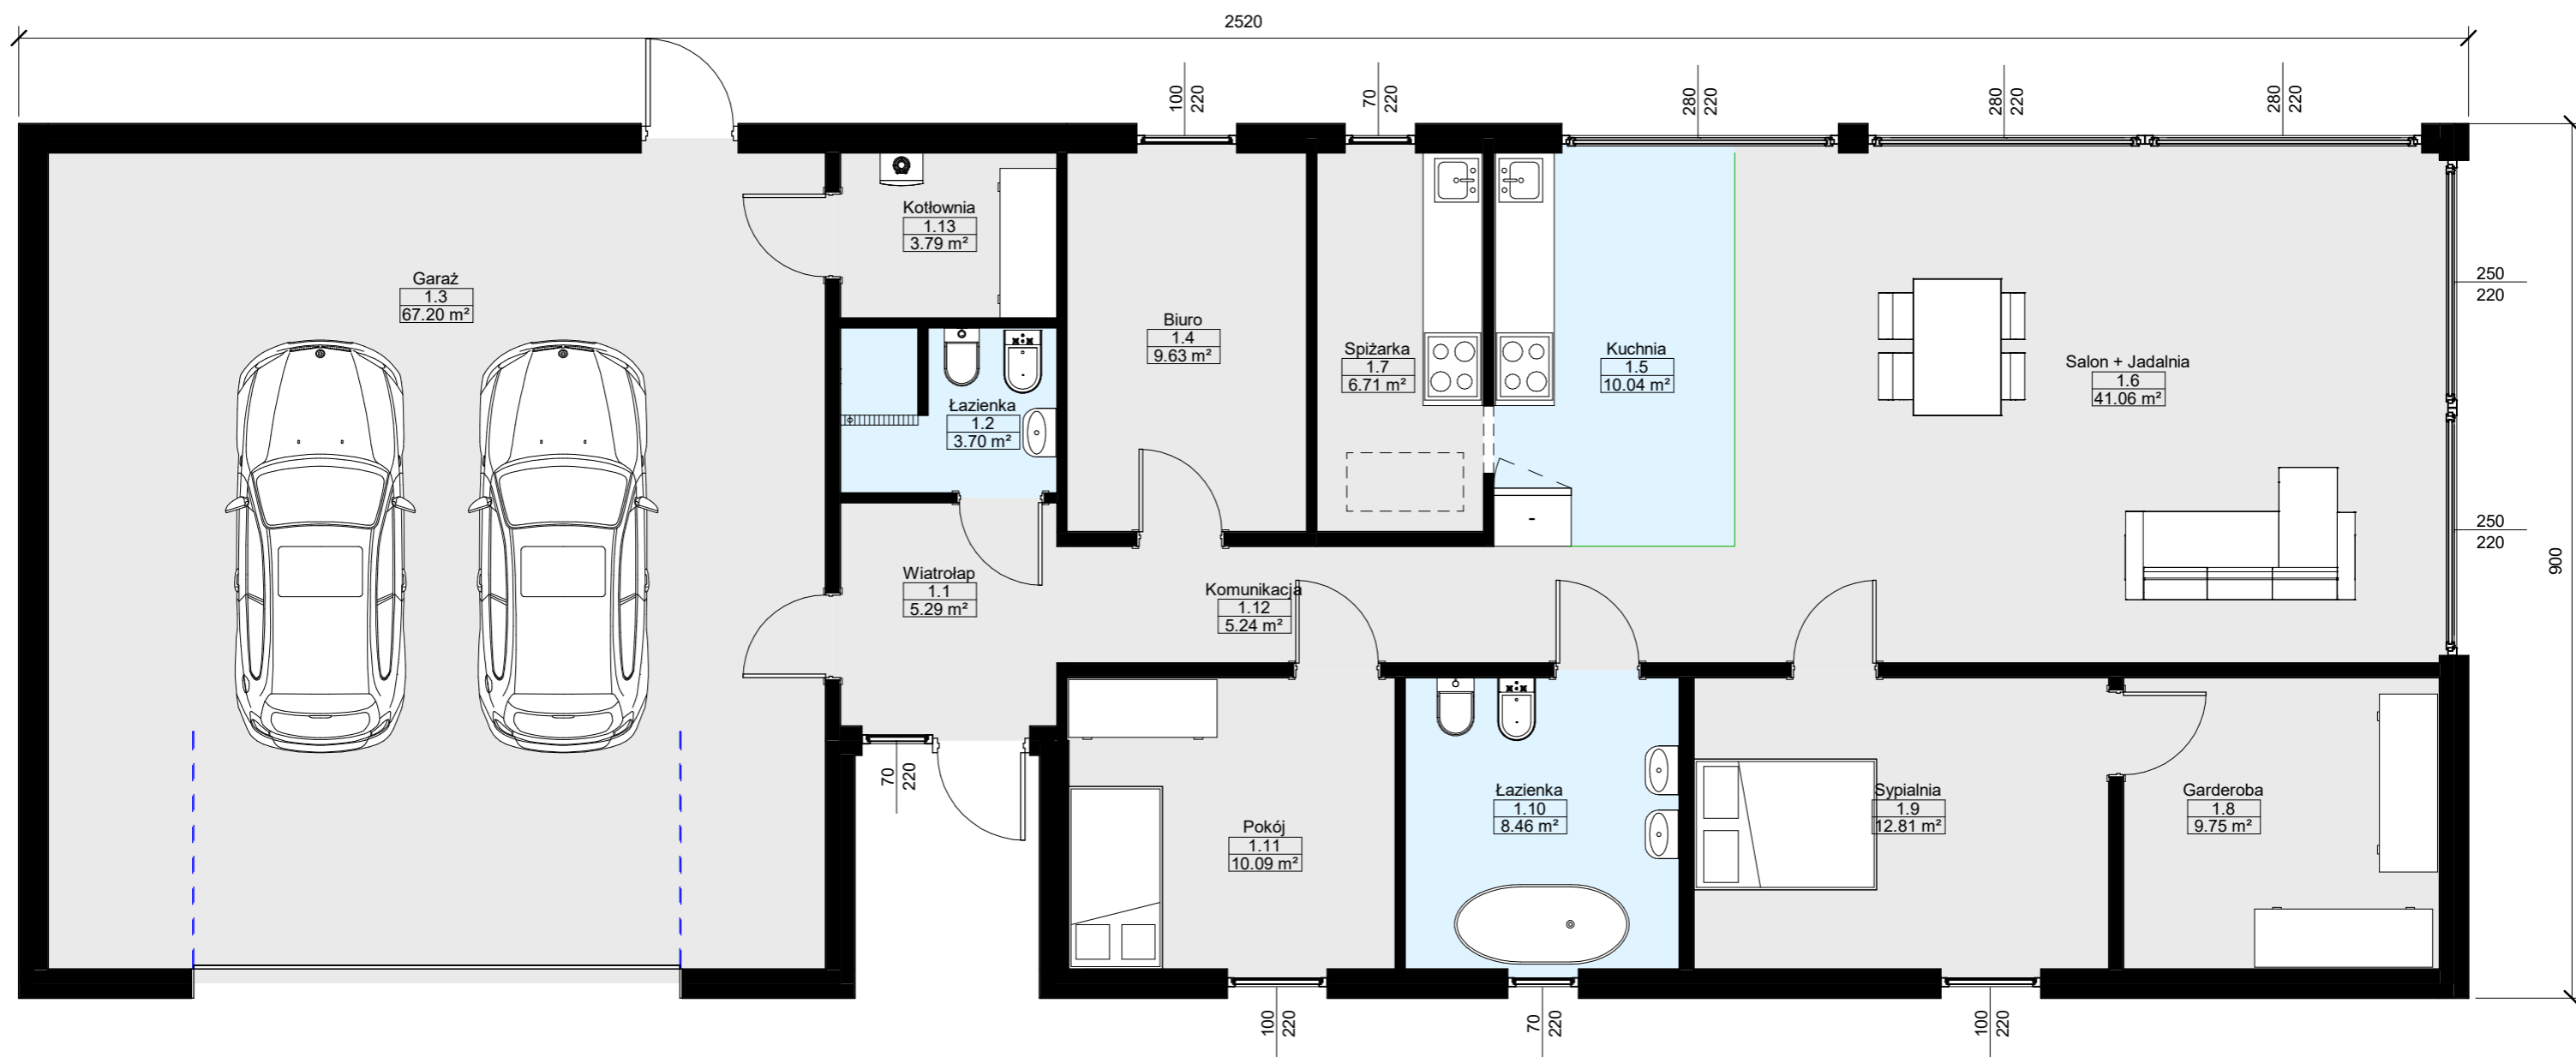 2520
100
220
70
220
280
220
280
220
280
220
Kotłownia
1.13
3.79 m²
Garaż
1.3
67.20 m²
250
220
Biuro
1.4
9.63 m²
Spiżarka
1.7
6.71 m²
Kuchnia
1.5
10.04 m²
Salon + Jadalnia
1.6
41.06 m²
Łazienka
1.2
3.70 m²
250
220
900
Wiatrołap
1.1
5.29 m²
Komunikacja
1.12
5.24 m²
70
220
Pokój
1.11
10.09 m²
Łazienka
1.10
8.46 m²
Sypialnia
1.9
12.81 m²
Garderoba
1.8
9.75 m²
100
220
70
220
100
220